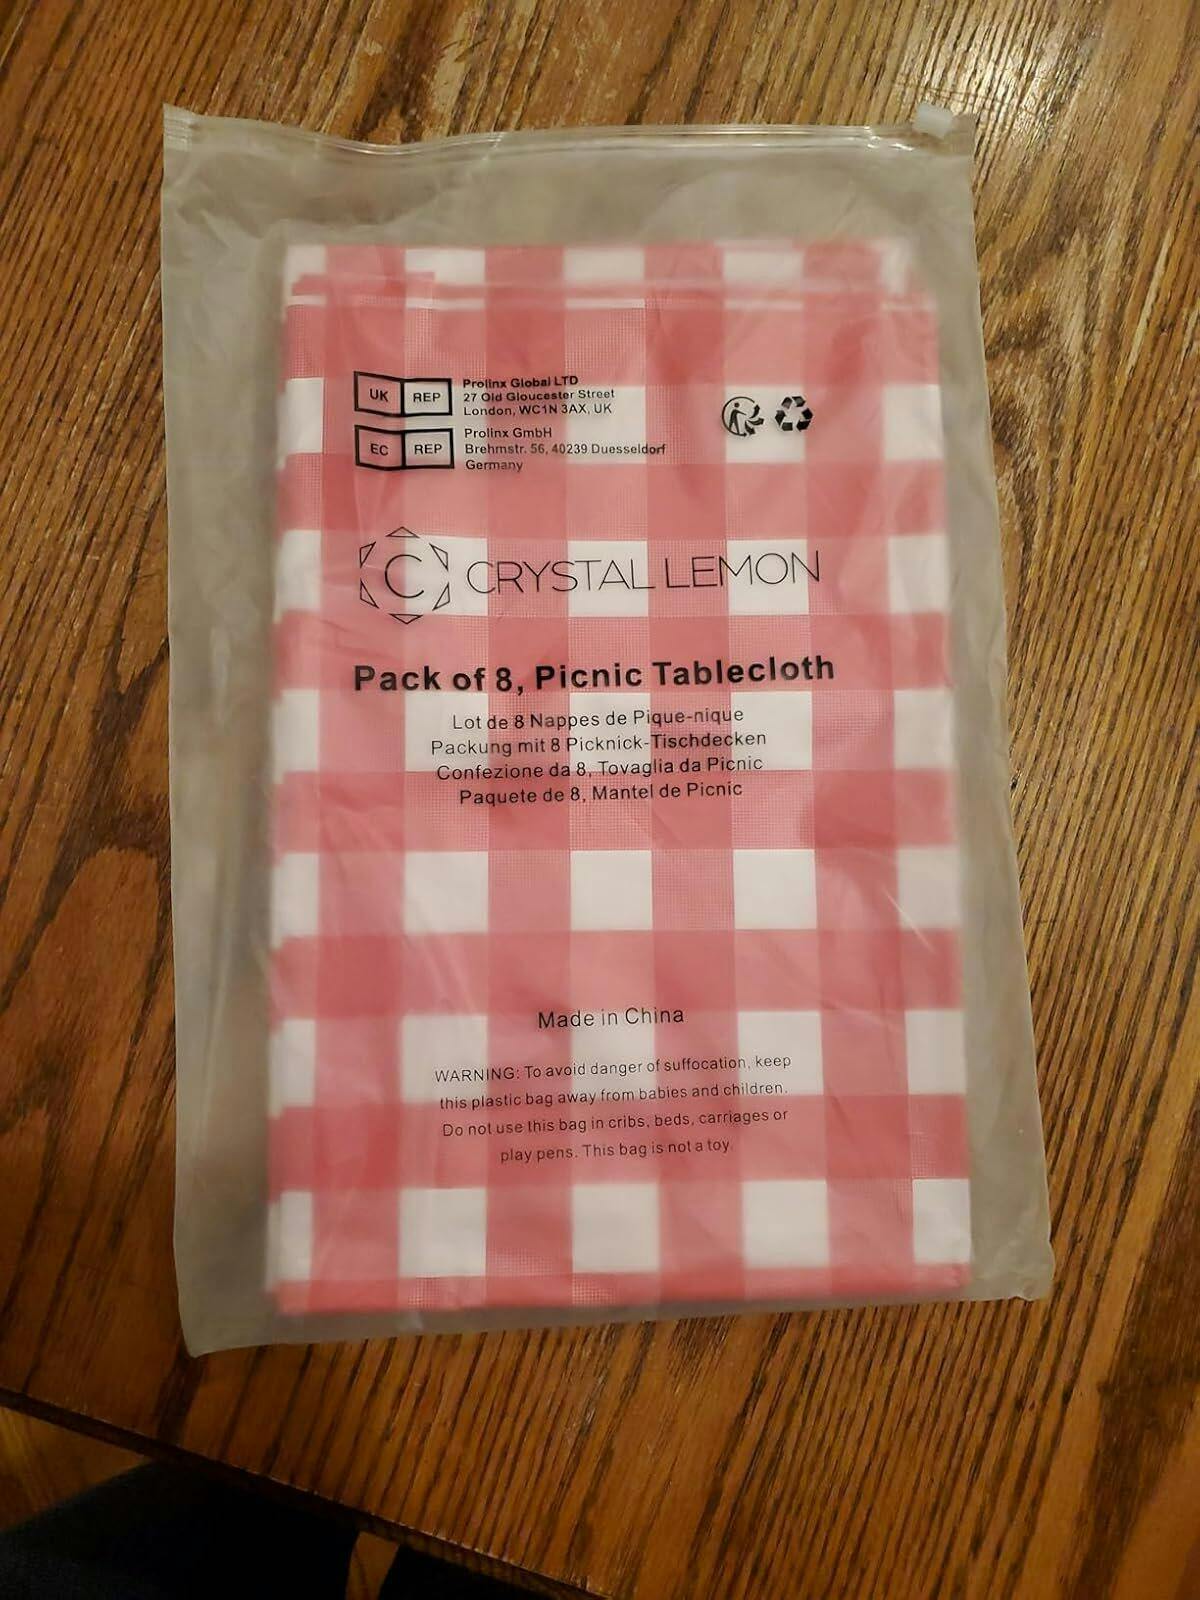 UK REP
Prolinx Global LTD
27 Old Gloucester Street
London, WC1N 3AX, UK
EC REP
Prolinx GmbH
Brehmstr. 56, 40239 Duesseldorf
Germany
C CRYSTAL LEMON
Pack of 8, Picnic Tablecloth
Lot de 8 Nappes de Pique-nique
Packung mit 8 Picknick-Tischdecken
Confezione da 8, Tovaglia da Picnic
Paquete de 8, Mantel de Picnic
Made in China
WARNING: To avoid danger of suffocation, keep
this plastic bag away from babies and children.
Do not use this bag in cribs, beds, carriages or
play pens. This bag is not a toy.